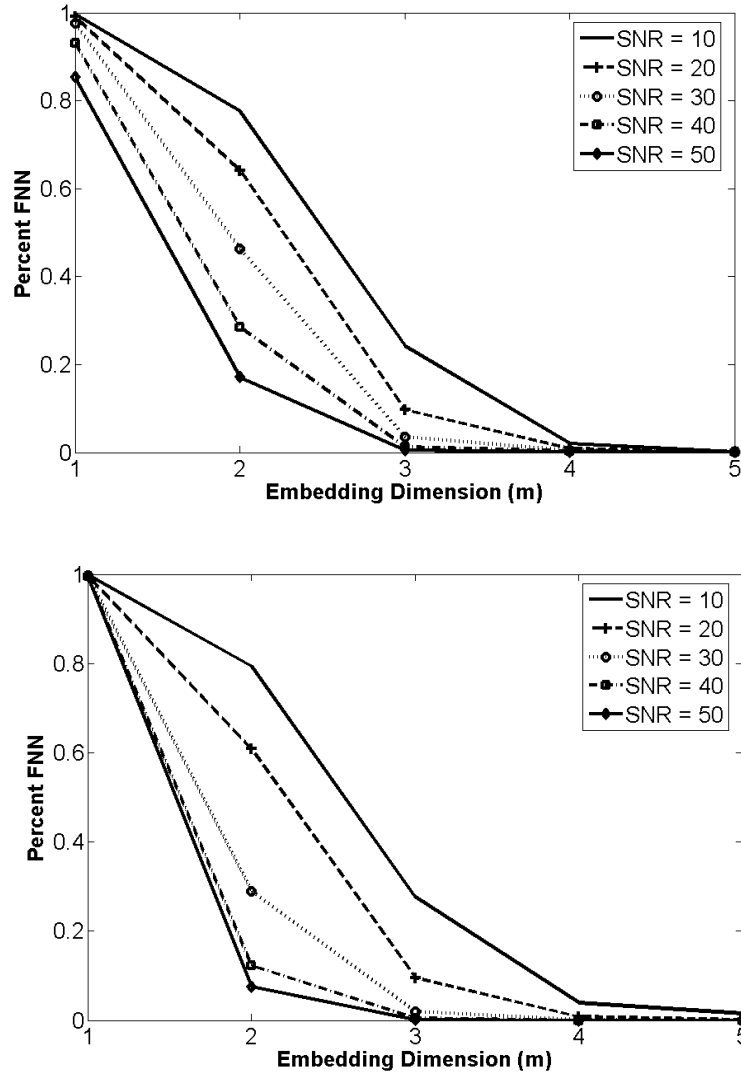 1
0.8
0.6
0.4
0.2
0
Percent FNN
SNR = 10
SNR = 20
SNR = 30
SNR = 40
SNR = 50
1 2 3 4 5
Embedding Dimension (m)
1
0.8
0.6
0.4
0.2
0
Percent FNN
SNR = 10
SNR = 20
SNR = 30
SNR = 40
SNR = 50
1 2 3 4 5
Embedding Dimension (m)